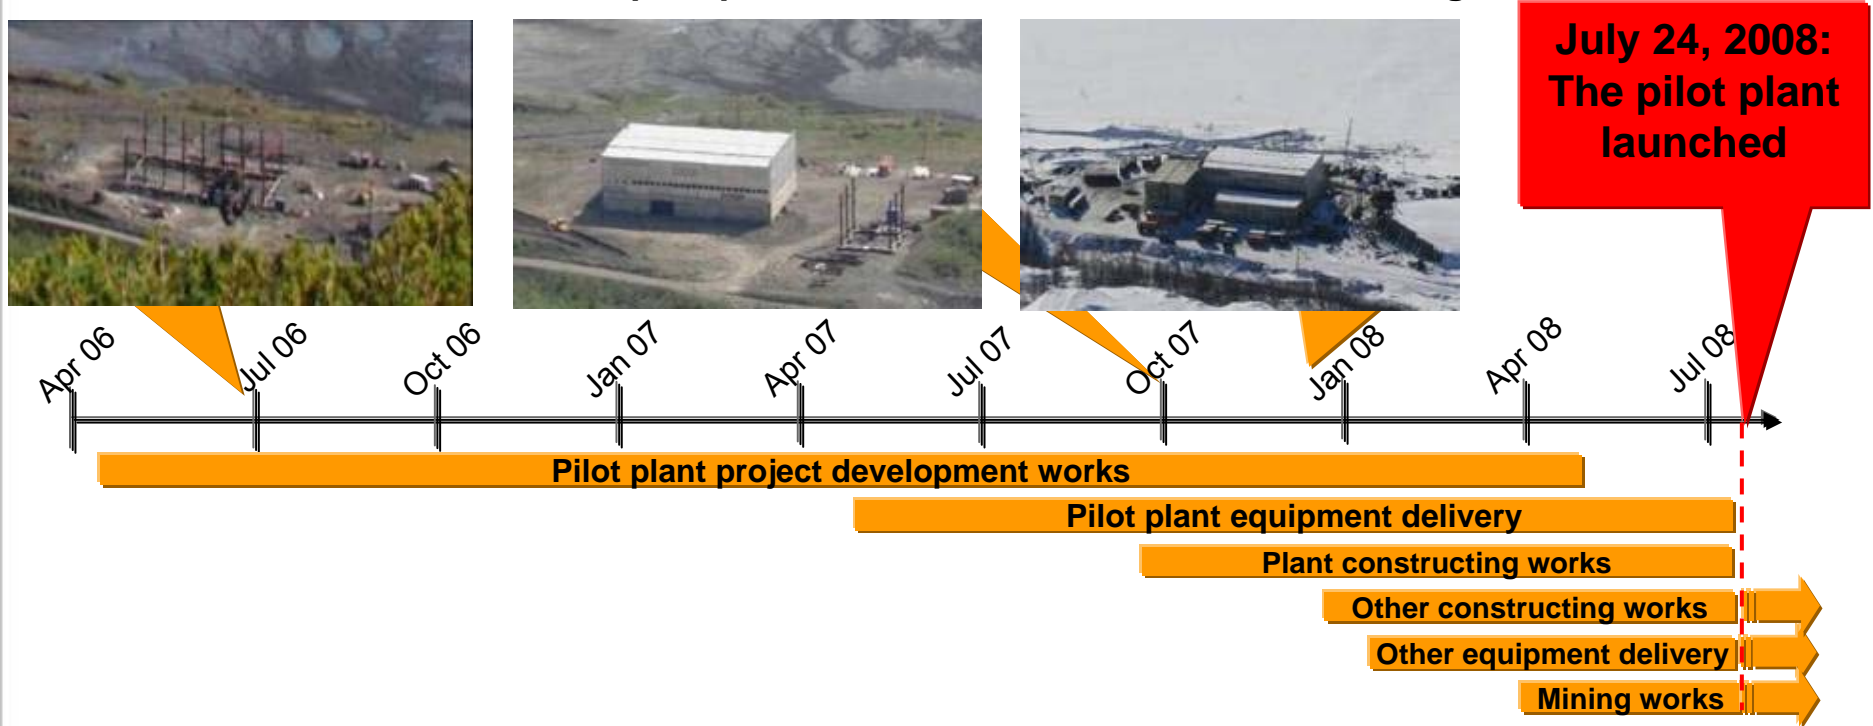 July 24, 2008:
The pilot plant
launched
Apr 06
Jul 06
Oct 06
Jan 07
Apr 07
Jul 07
Oct 07
Jan 08
Apr 08
Jul 08
Pilot plant project development works
Pilot plant equipment delivery
Plant constructing works
Other constructing works
Other equipment delivery
Mining works